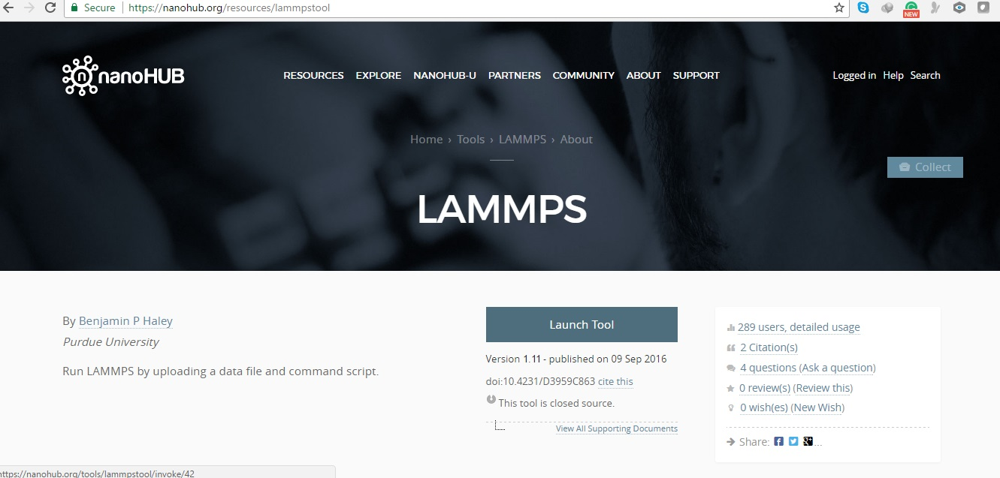 Secure https://nanohub.org/resources/lammpstool
NEW
nanoHUB
RESOURCES EXPLORE NANOHUB-U PARTNERS COMMUNITY ABOUT SUPPORT
Logged in Help Search
Home › Tools › LAMMPS › About
Collect
LAMMPS
By Benjamin P Haley
Purdue University
Run LAMMPS by uploading a data file and command script.
Launch Tool
Version 1.11 - published on 09 Sep 2016
doi:10.4231/D3959C863 cite this
This tool is closed source.
View All Supporting Documents
289 users, detailed usage
2 Citation(s)
4 questions (Ask a question)
0 review(s) (Review this)
0 wish(es) (New Wish)
Share: ...
https://nanohub.org/tools/lammpstool/invoke/42